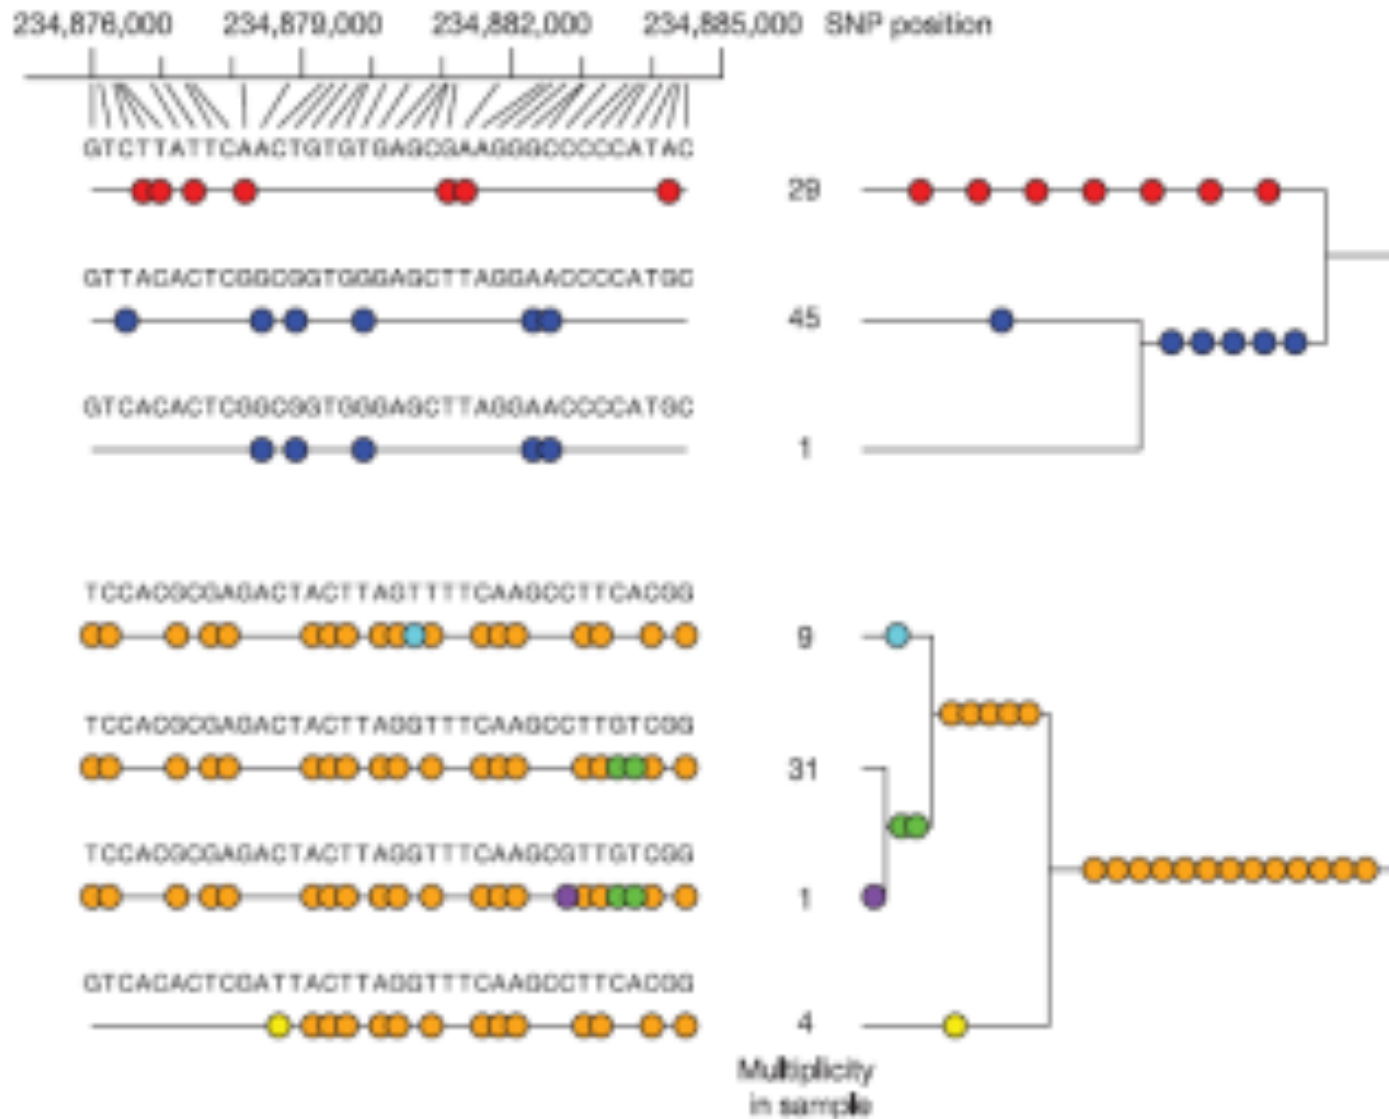 234,876,000 234,879,000 234,882,000 234,885,000 SNP position
GTCTTATTCAACTGTGTGAGCGAAGGGCCCCCATAC
29
GTTACACTCGGCGGTGGGAGCTTAGGAACCCCATGC
45
GTCACACTCGGCGGTGGGAGCTTAGGAACCCCATGC
1
TCCACGCGAGACTACTTAGTTTTCAAGCCTTCACGG
9
TCCACGCGAGACTACTTAGGTTTCAAGCCTTGTCGG
31
TCCACGCGAGACTACTTAGGTTTCAAGCGTTGTCGG
1
GTCACACTCGATTACTTAGGTTTCAAGCCTTCACGG
4
Multiplicity
in sample